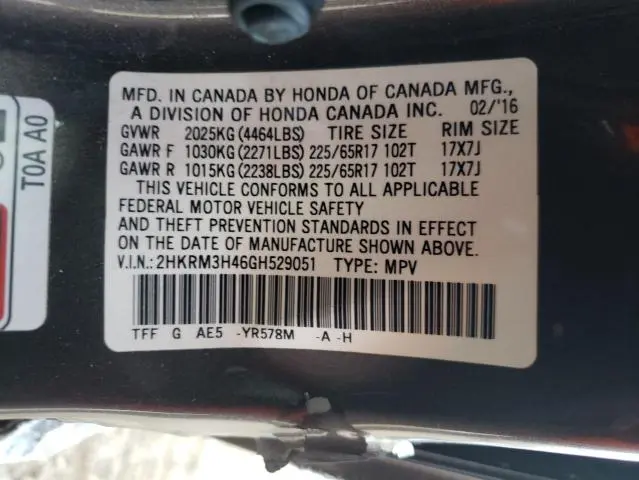 MFD. IN CANADA BY HONDA OF CANADA MFG.,
A DIVISION OF HONDA CANADA INC. 02/'16
GVWR 2025KG(4464LBS) TIRE SIZE RIM SIZE
GAWR F 1030KG(2271LBS) 225/65R17 102T 17X7J
GAWR R 1015KG(2238LBS) 225/65R17 102T 17X7J
THIS VEHICLE CONFORMS TO ALL APPLICABLE
FEDERAL MOTOR VEHICLE SAFETY
AND THEFT PREVENTION STANDARDS IN EFFECT
ON THE DATE OF MANUFACTURE SHOWN ABOVE.
V.I.N.: 2HKRM3H46GH529051 TYPE: MPV
TFF G AE5 -YR578M -A -H
T0A A0